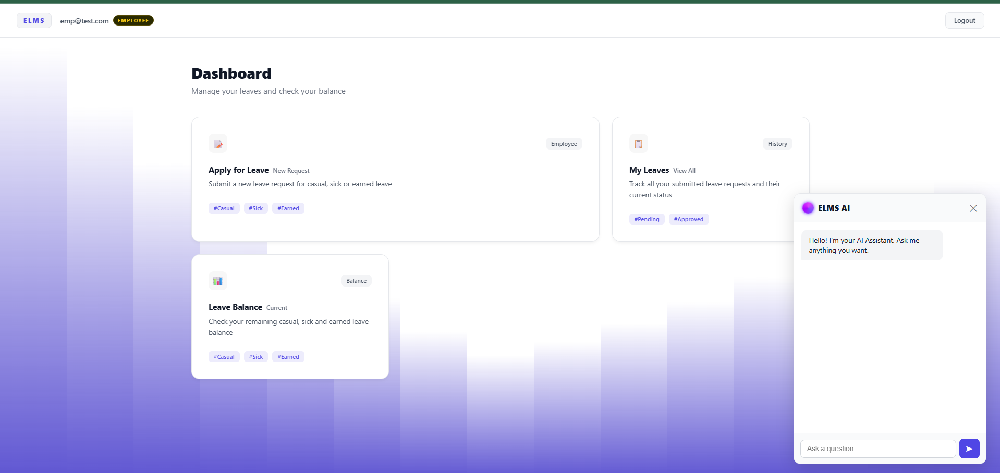 ELMS emp@test.com EMPLOYEE Logout
Dashboard
Manage your leaves and check your balance
Employee
Apply for Leave New Request
Submit a new leave request for casual, sick or earned leave
#Casual #Sick #Earned
History
My Leaves View All
Track all your submitted leave requests and their
current status
#Pending #Approved
Balance
Leave Balance Current
Check your remaining casual, sick and earned leave
balance
#Casual #Sick #Earned
ELMS AI
Hello! I'm your AI Assistant. Ask me
anything you want.
Ask a question...